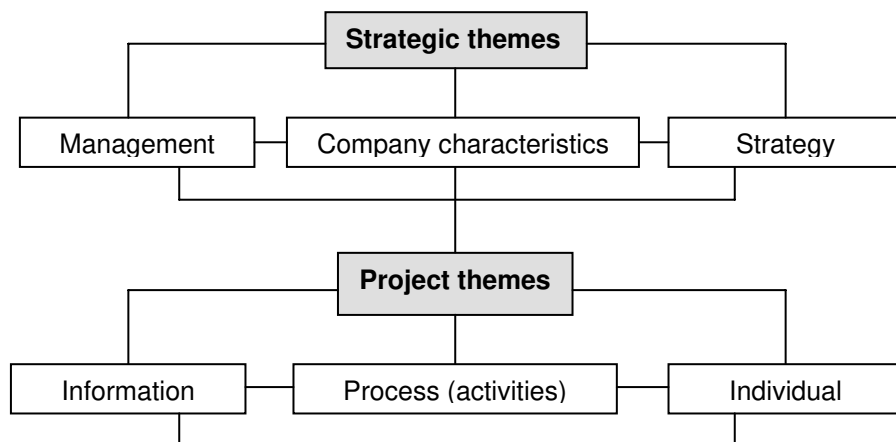 Strategic themes
Management
Company characteristics
Strategy
Project themes
Information
Process (activities)
Individual